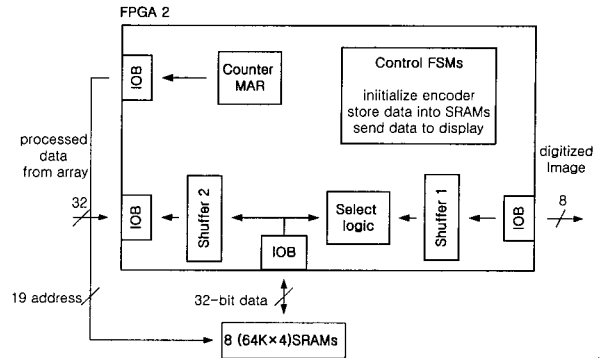 FPGA 2
IOB
Counter
MAR
Control FSMs
iniitialize encoder
store data into SRAMs
send data to display
processed
data
from array
32
IOB
Shuffer 2
IOB
Select
logic
Shuffer 1
IOB
digitized
Image
8
19 address
32-bit data
8 (64K×4)SRAMs